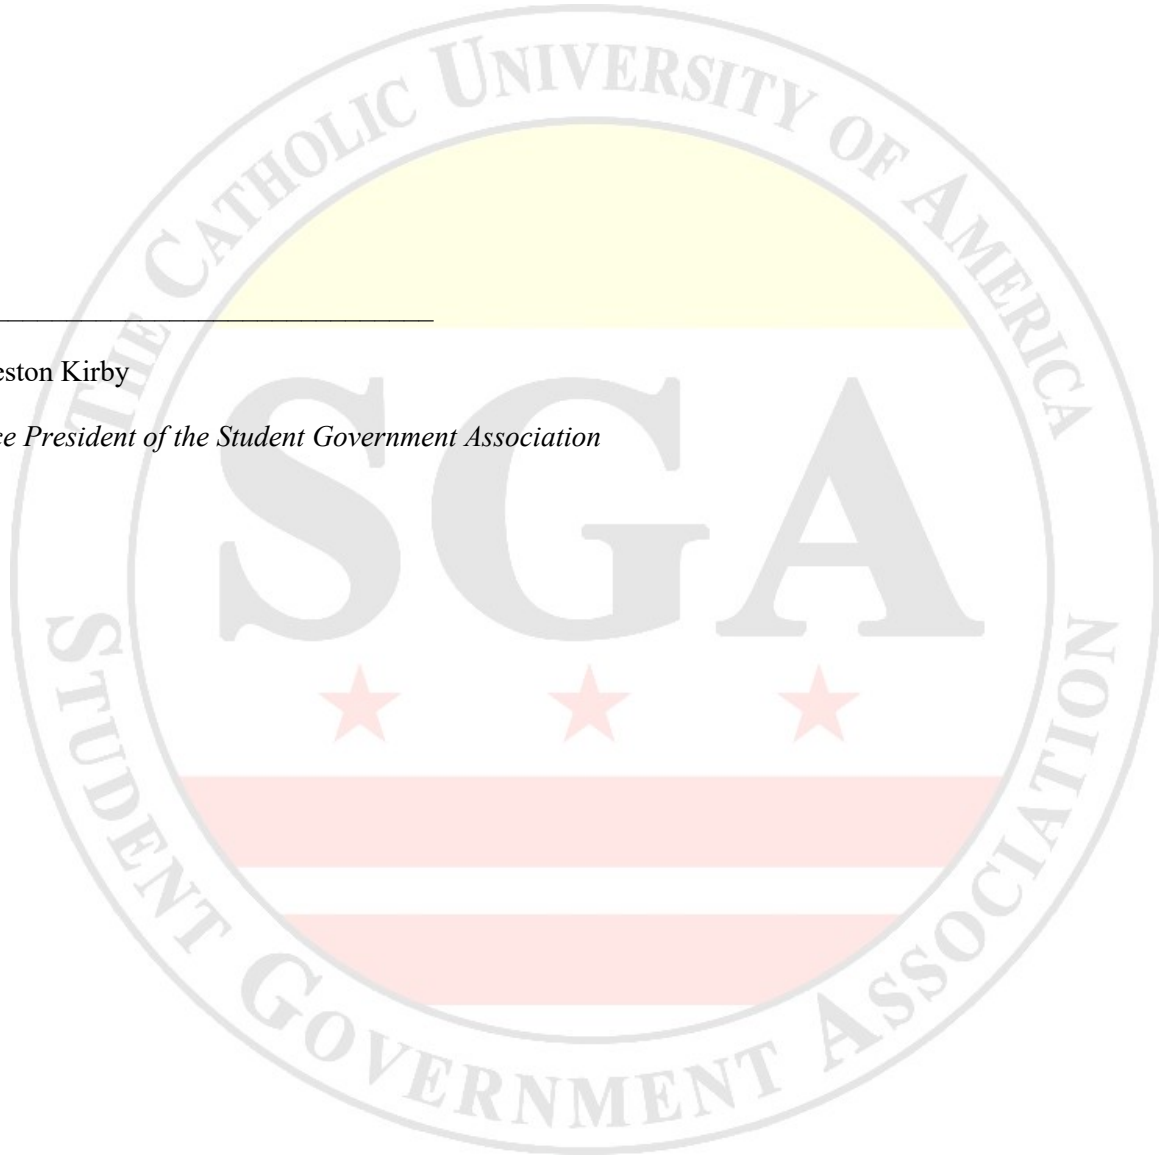 THE CATHOLIC UNIVERSITY OF AMERICA
eston Kirby
ce President of the Student Government Association
SGA
STUDENT GOVERNMENT ASSOCIATION